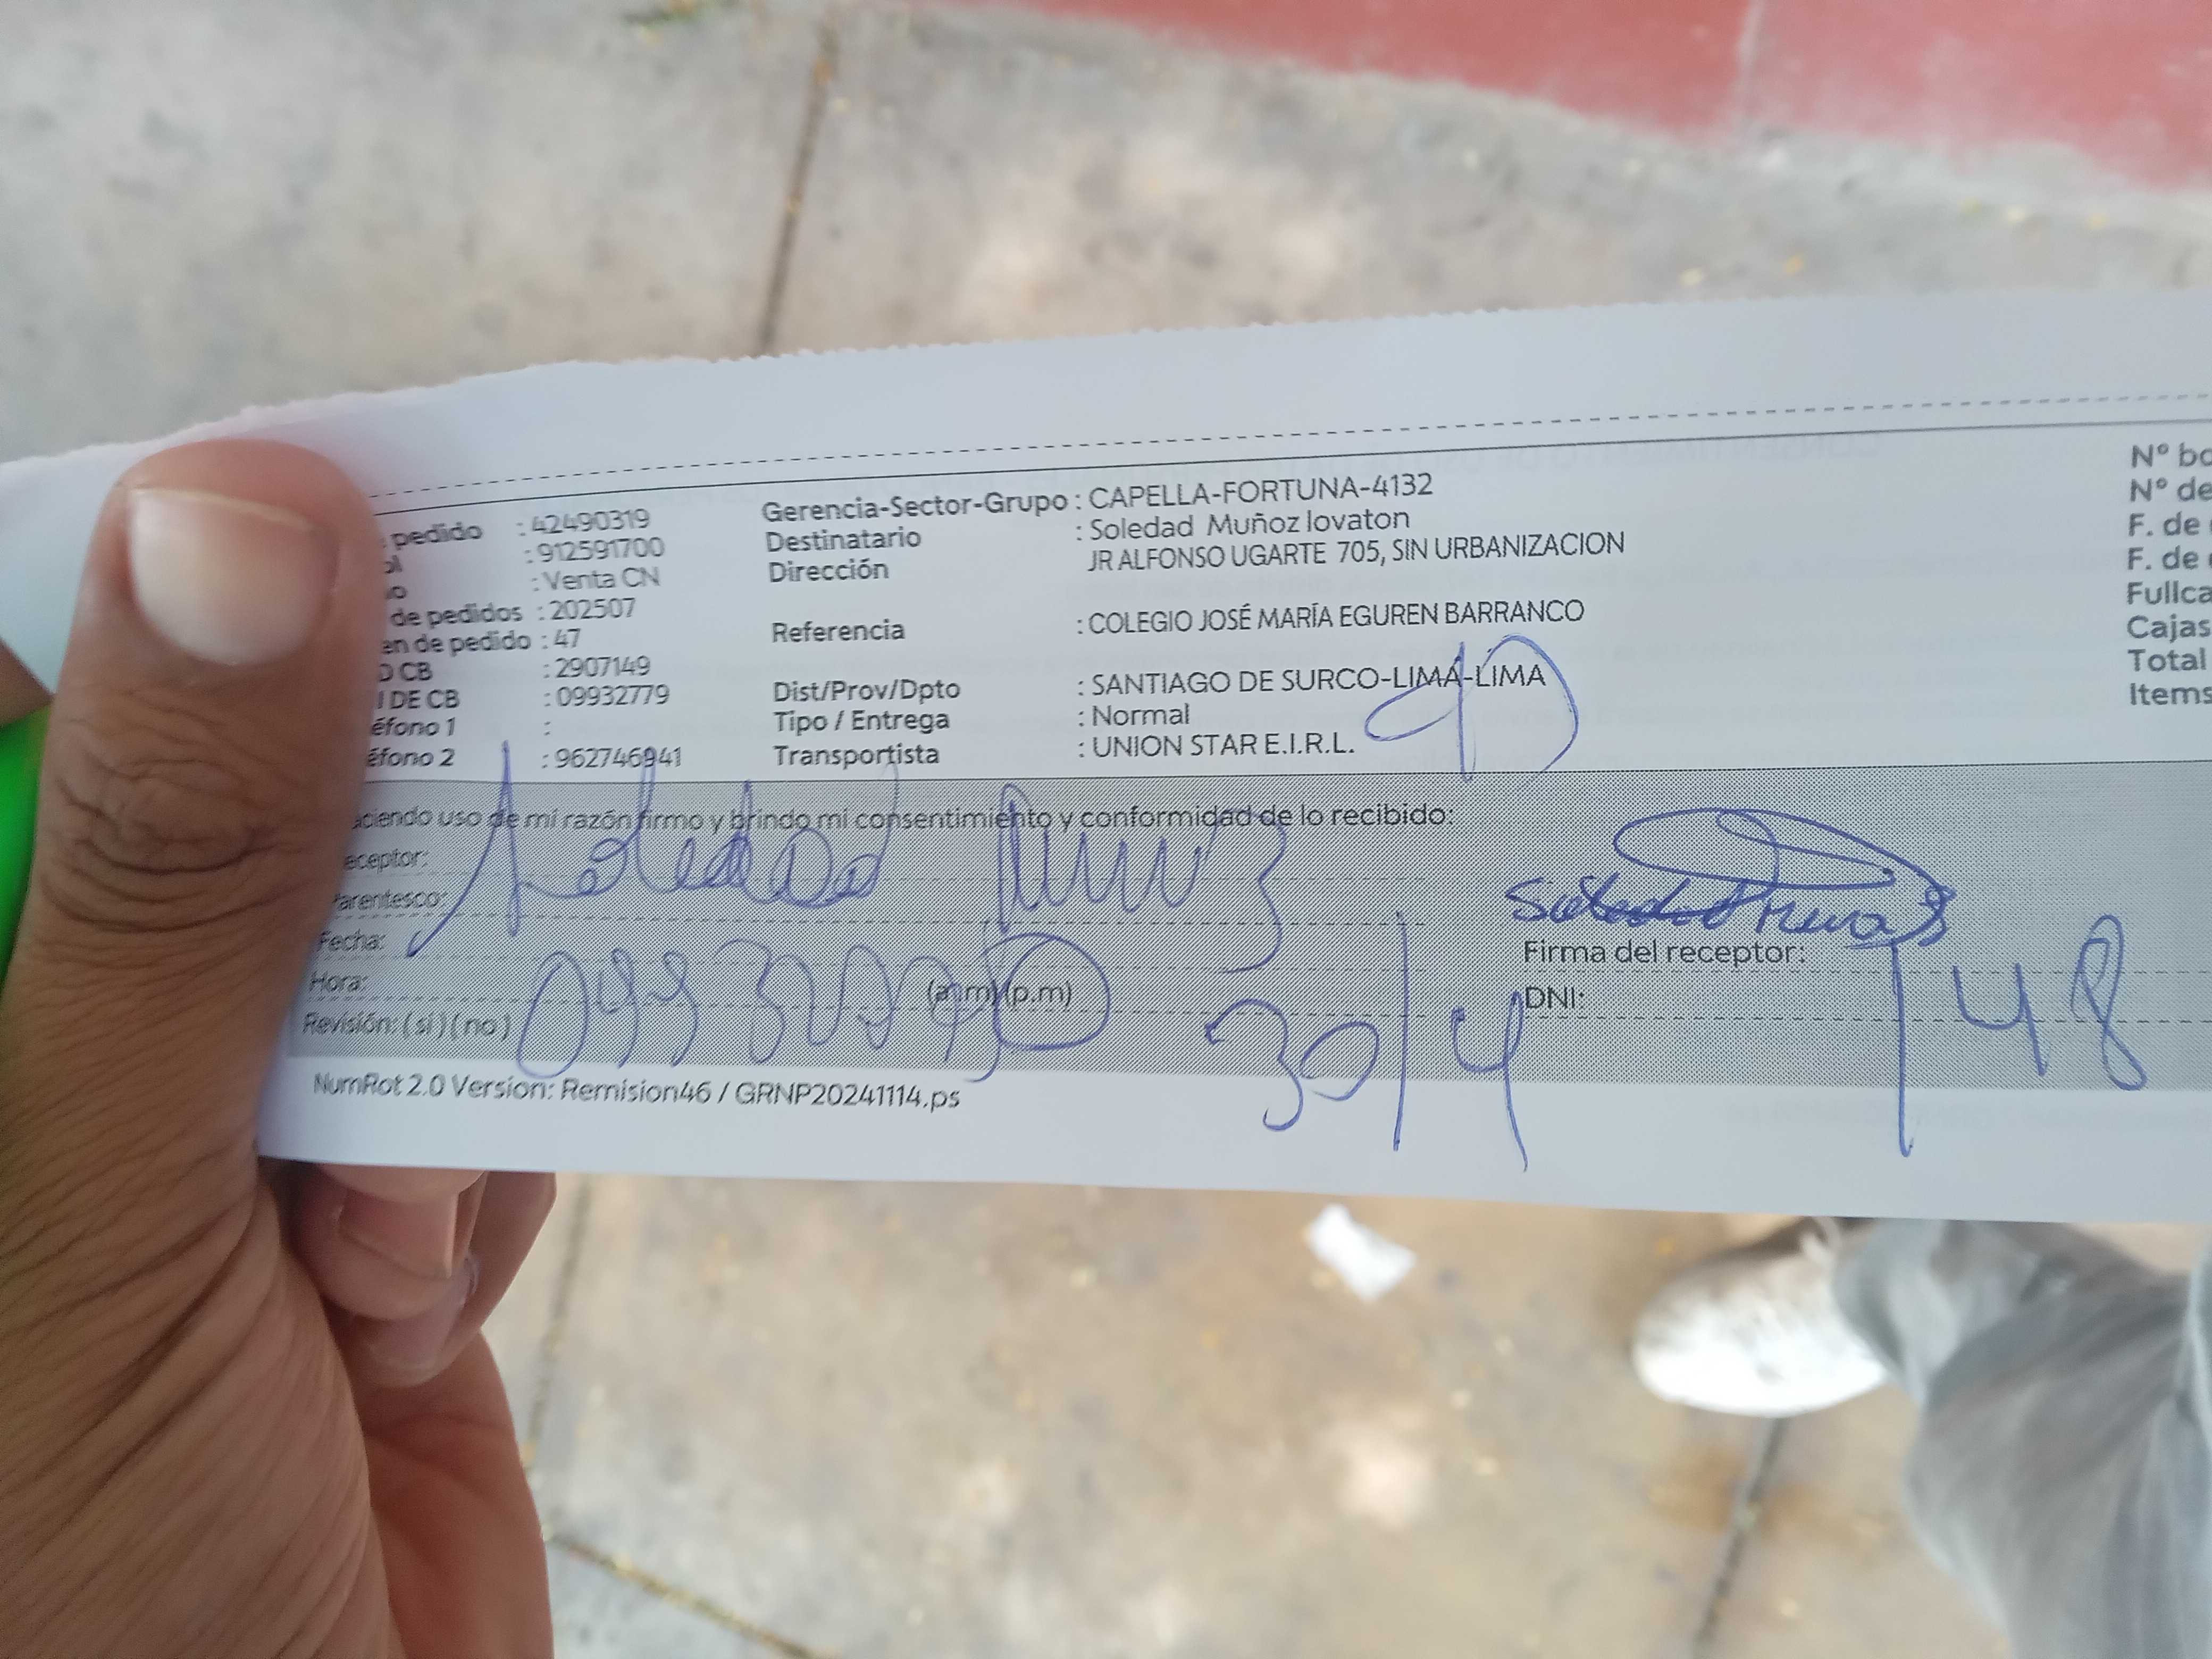 pedido : 42490319
ol : 912591700
o : Venta CN
de pedidos : 202507
en de pedido : 47
D CB : 2907149
I DE CB : 09932779
éfono 1 :
éfono 2 : 962746941
Gerencia-Sector-Grupo : CAPELLA-FORTUNA-4132
Destinatario : Soledad Muñoz lovaton
Dirección JR ALFONSO UGARTE 705, SIN URBANIZACION
Referencia : COLEGIO JOSÉ MARÍA EGUREN BARRANCO
Dist/Prov/Dpto : SANTIAGO DE SURCO-LIMA-LIMA
Tipo / Entrega : Normal
Transportista : UNION STAR E.I.R.L.
N° bo
N° de
F. de
F. de
Fullca
Cajas
Total
Items
ciendo uso de mi razón firmo y brindo mi consentimiento y conformidad de lo recibido:
eceptor: Soledad
Parentesco:
Fecha:
Hora: (a.m)(p.m)
Revisión: (si)(no)
30/4
Firma del receptor:
DNI:
148
NumRot 2.0 Version: Remision46 / GRNP20241114.ps